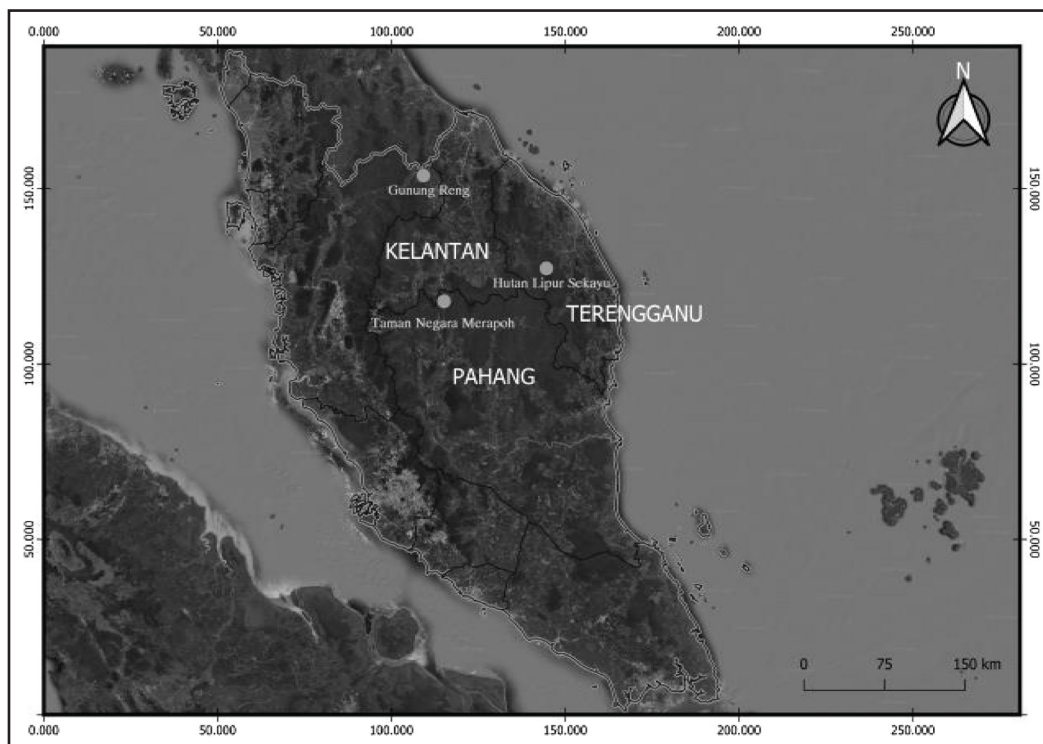 0.000 50.000 100.000 150.000 200.000 250.000
N
150.000 150.000
Gunung Reng
KELANTAN
Hutan Lipur Sekayu
TERENGGANU
Taman Negara Merapoh
100.000 100.000
PAHANG
50.000 50.000
0 75 150 km
0.000 50.000 100.000 150.000 200.000 250.000